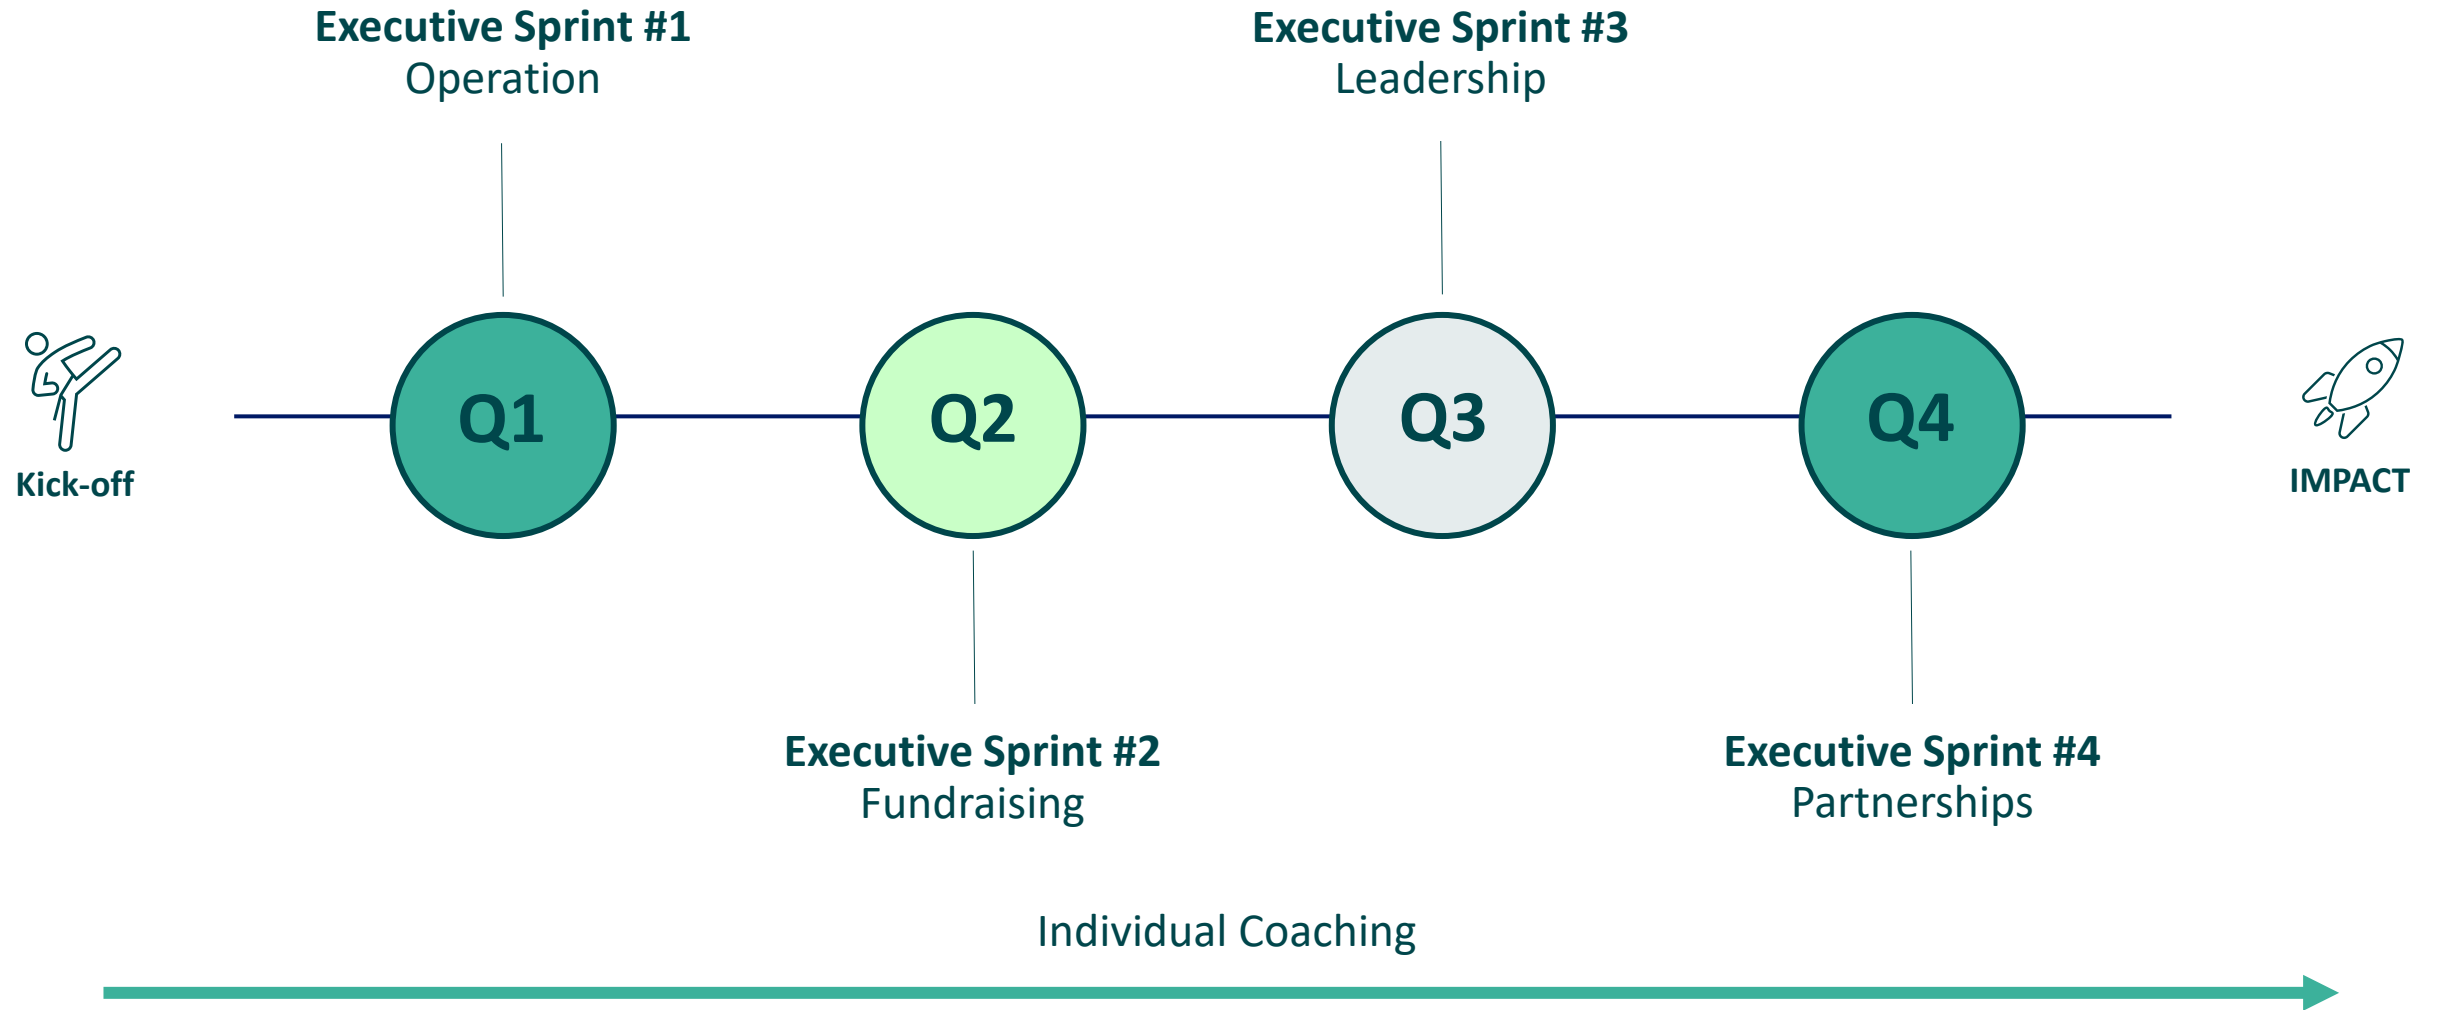 Executive Sprint #1
Operation
Executive Sprint #3
Leadership
Kick-off
Q1
Q2
Q3
Q4
IMPACT
Executive Sprint #2
Fundraising
Executive Sprint #4
Partnerships
Individual Coaching